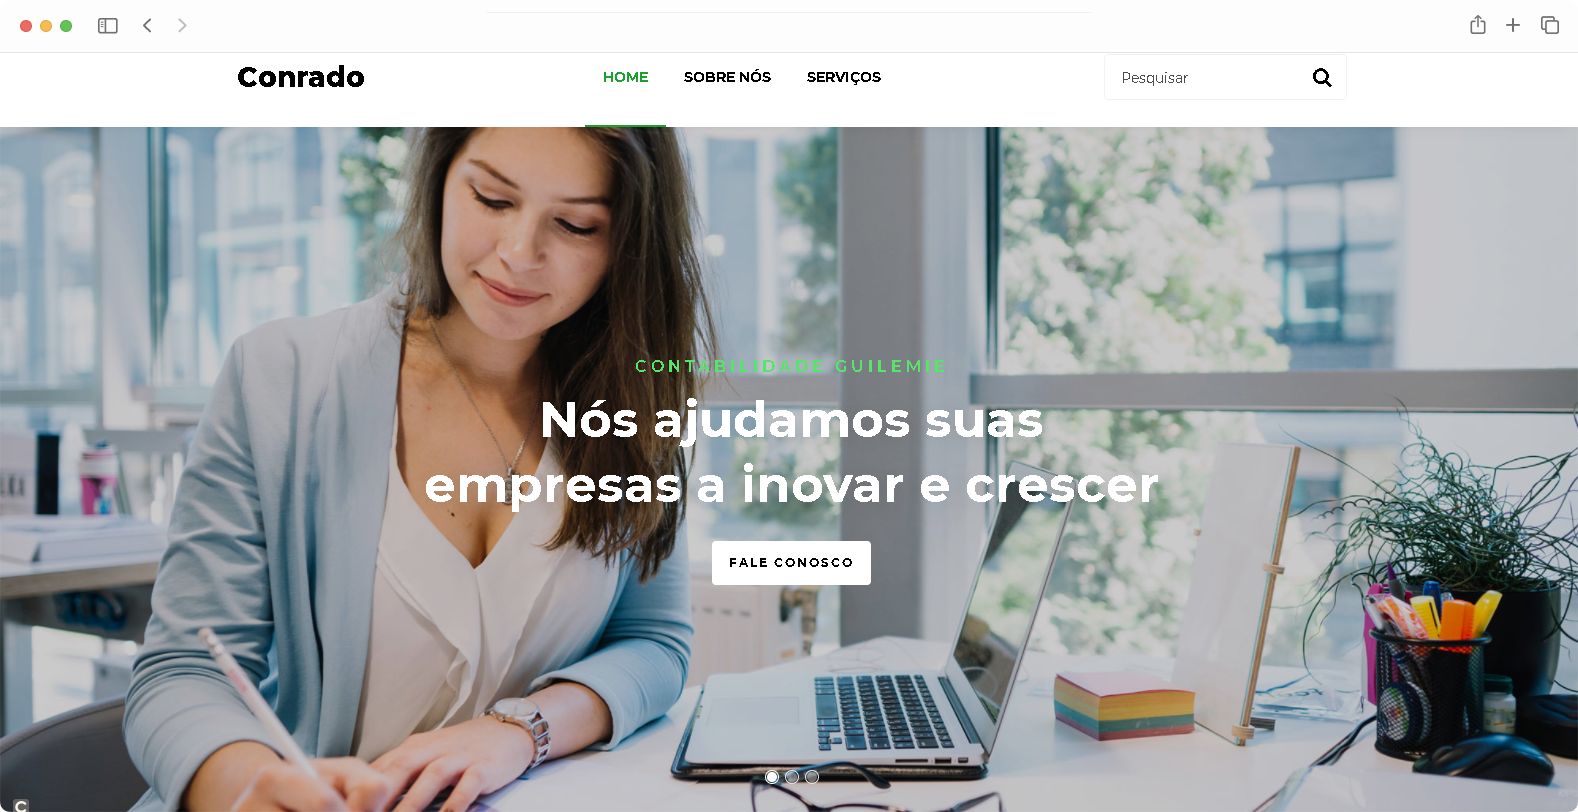 Conrado
HOME
SOBRE NÓS
SERVIÇOS
Pesquisar
CONTABILIDADE GUILEMIE
Nós ajudamos suas
empresas a inovar e crescer
FALE CONOSCO
C